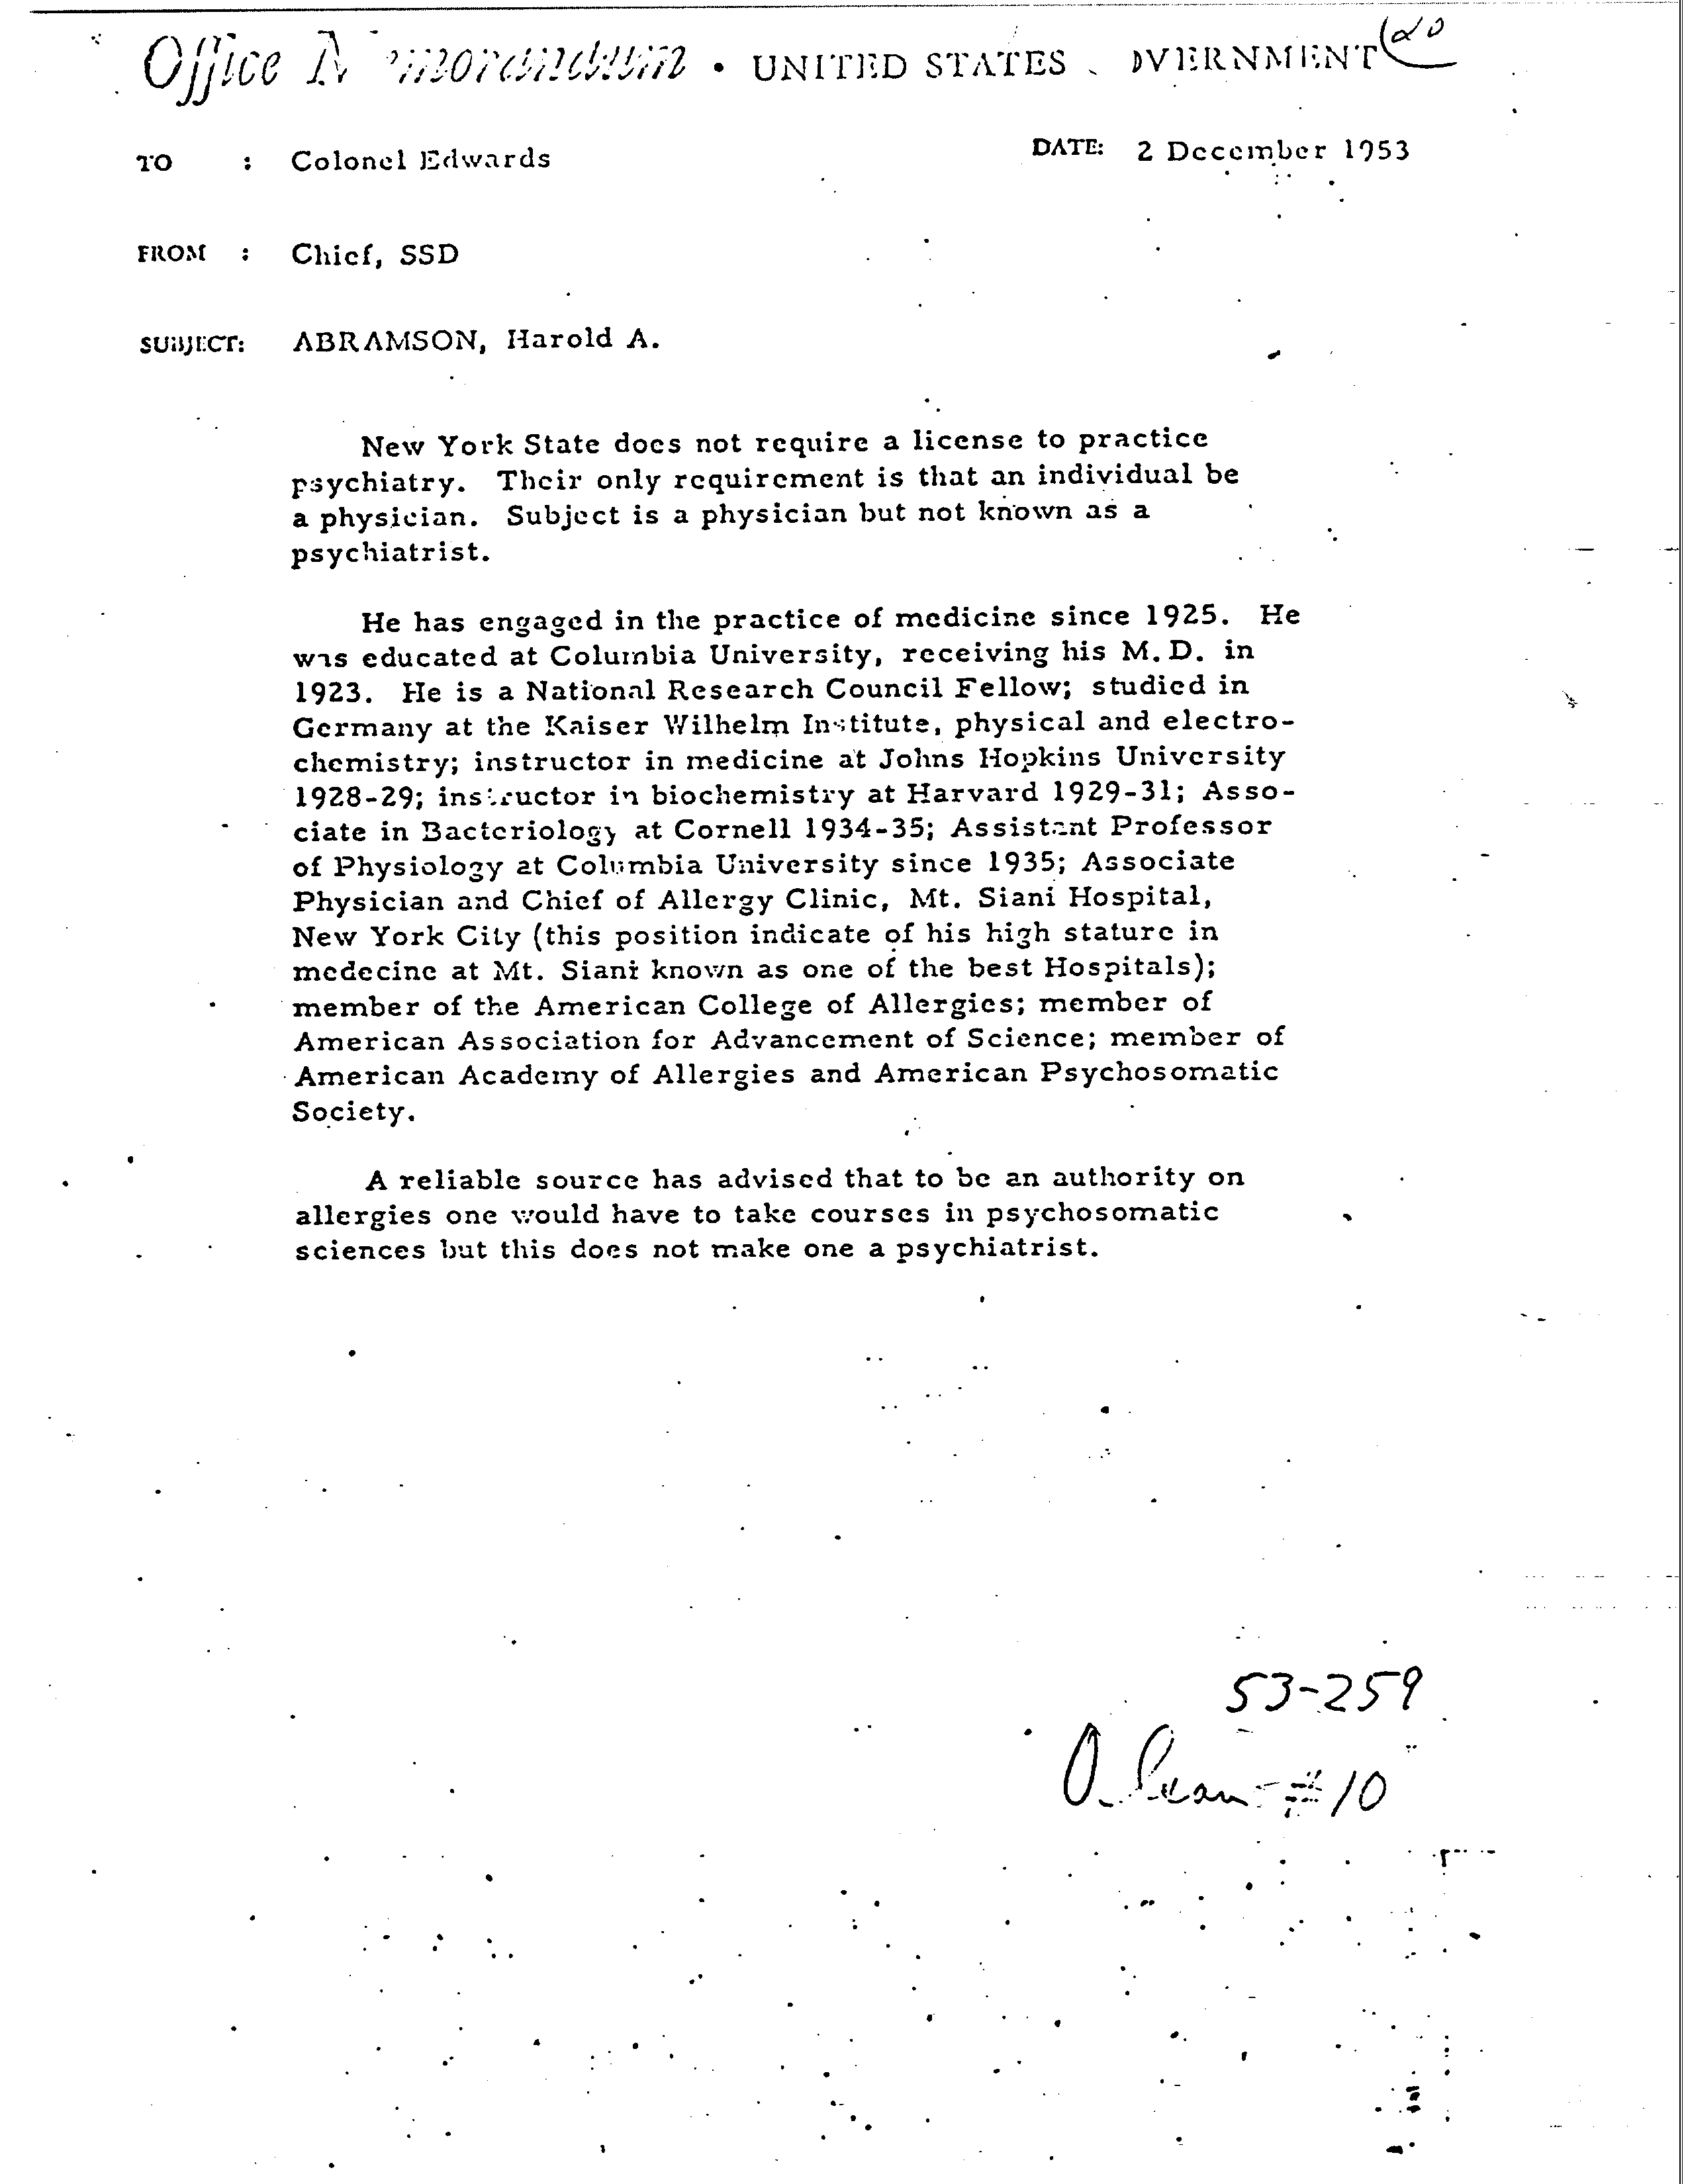 Office Memorandum • UNITED STATES GOVERNMENT
TO : Colonel Edwards DATE: 2 December 1953
FROM : Chief, SSD
SUBJECT: ABRAMSON, Harold A.
New York State does not require a license to practice
psychiatry. Their only requirement is that an individual be
a physician. Subject is a physician but not known as a
psychiatrist.
He has engaged in the practice of medicine since 1925. He
was educated at Columbia University, receiving his M.D. in
1923. He is a National Research Council Fellow; studied in
Germany at the Kaiser Wilhelm Institute, physical and electro-
chemistry; instructor in medicine at Johns Hopkins University
1928-29; instructor in biochemistry at Harvard 1929-31; Asso-
ciate in Bacteriology at Cornell 1934-35; Assistant Professor
of Physiology at Columbia University since 1935; Associate
Physician and Chief of Allergy Clinic, Mt. Siani Hospital,
New York City (this position indicate of his high stature in
medecine at Mt. Siani known as one of the best Hospitals);
member of the American College of Allergies; member of
American Association for Advancement of Science; member of
American Academy of Allergies and American Psychosomatic
Society.
A reliable source has advised that to be an authority on
allergies one would have to take courses in psychosomatic
sciences but this does not make one a psychiatrist.
53-259
#10